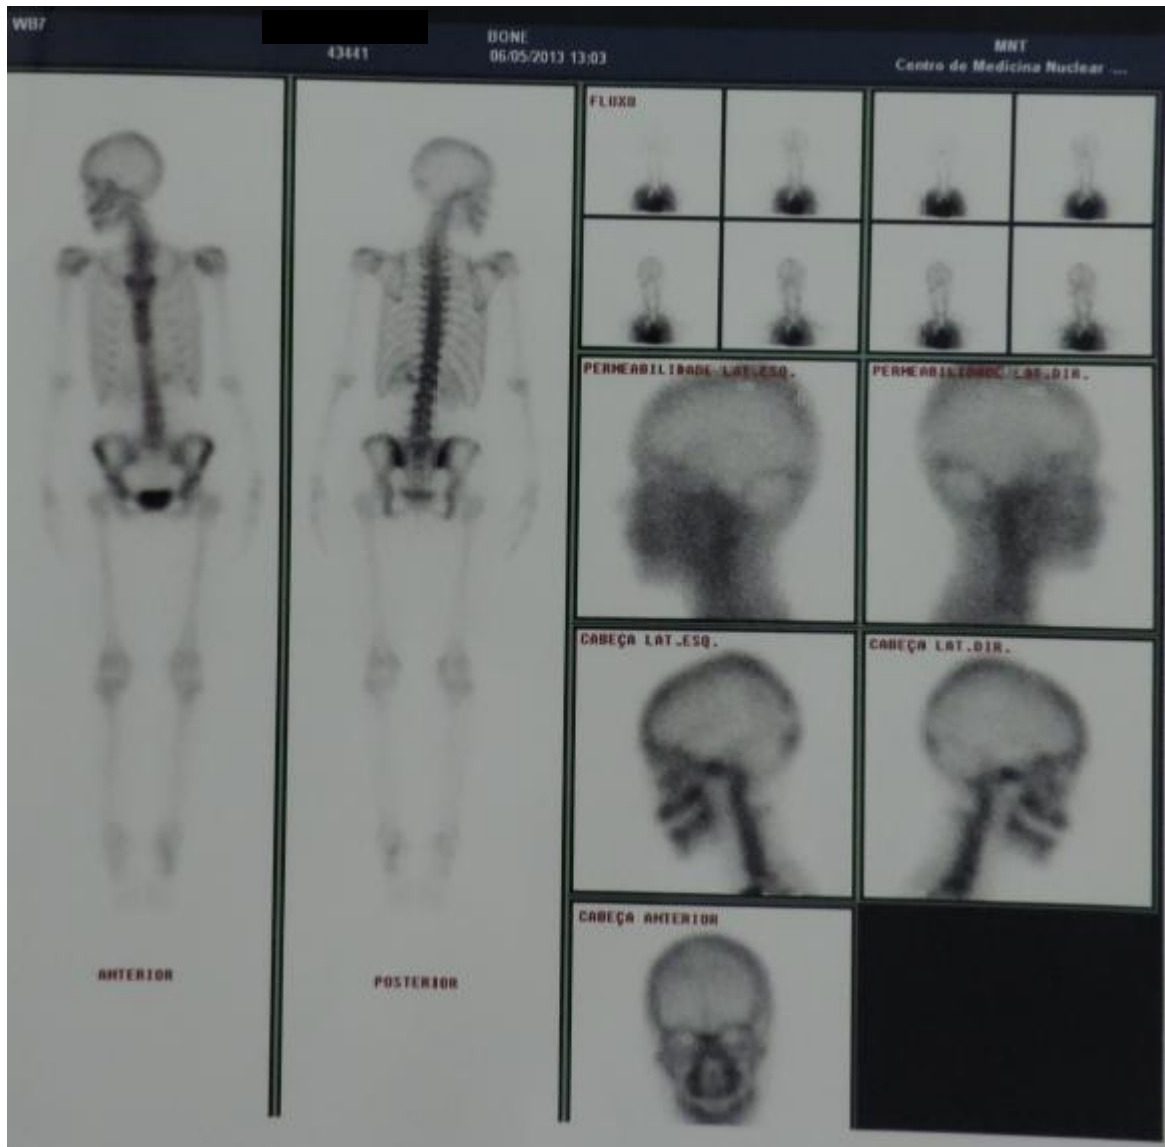 WB7
43441
BONE
06/05/2013 13:03
MNT
Centro de Medicina Nuclear ...
FLUXO
PERMEABILIDADE LAT.ESQ.
PERMEABILIDADE LAT.DIR.
CABEÇA LAT.ESQ.
CABEÇA LAT.DIR.
CABEÇA ANTERIOR
ANTERIOR
POSTERIOR